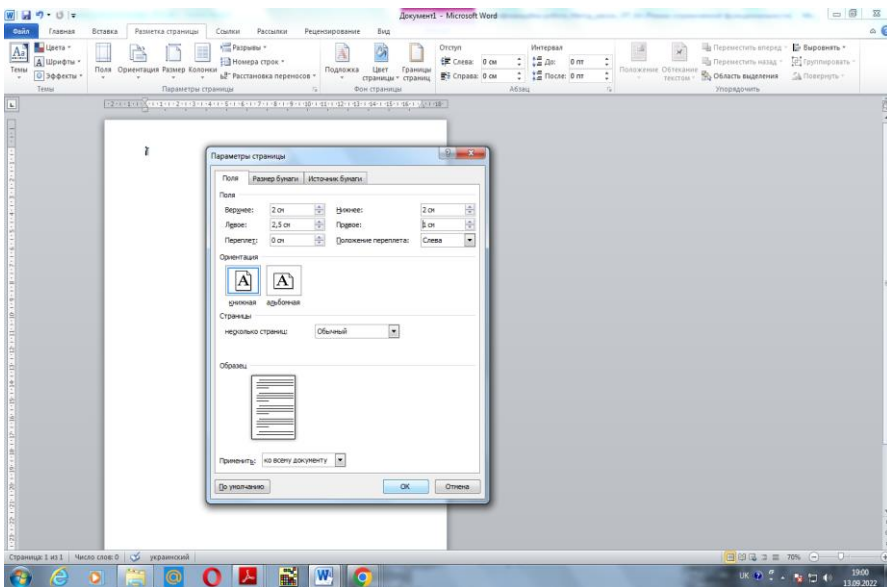 Документ1 - Microsoft Word
Файл Главная Вставка Разметка страницы Ссылки Рассылки Рецензирование Вид
Цвета Разрывы Отступ Интервал Переместить вперед Выровнять
Шрифты Номера строк Слева: 0 см До: 0 пт Переместить назад Группировать
Темы Эффекты Поля Ориентация Размер Колонки Расстановка переносов Подложка Цвет страницы Границы страниц Справа: 0 см После: 0 пт Положение Обтекание текстом Область выделения Повернуть
Темы Параметры страницы Фон страницы Абзац Упорядочить
Параметры страницы
Поля Размер бумаги Источник бумаги
Поля
Верхнее: 2 см Нижнее: 2 см
Левое: 2,5 см Правое: 1 см
Переплет: 0 см Положение переплета: Слева
Ориентация
книжная альбомная
Страницы
несколько страниц: Обычный
Образец
Применить: ко всему документу
По умолчанию ОК Отмена
Страница: 1 из 1 Число слов: 0 украинский 70%
UK 19:00
13.09.2022